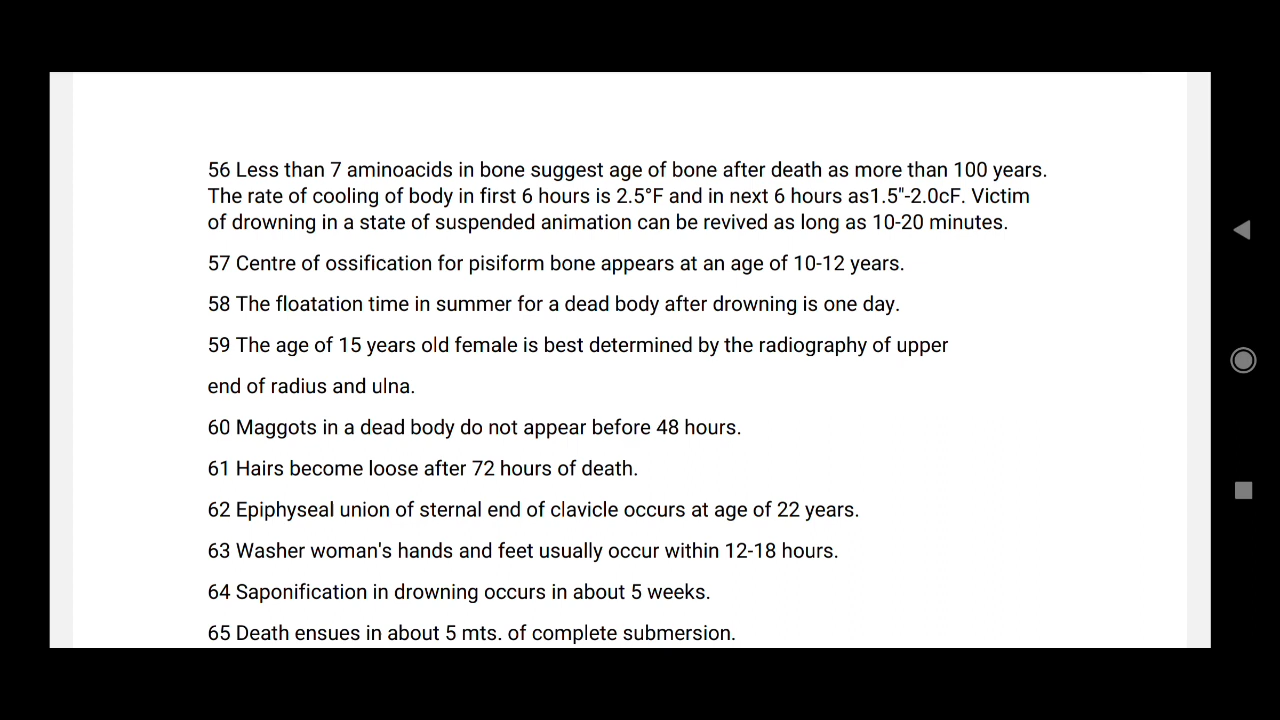 56 Less than 7 aminoacids in bone suggest age of bone after death as more than 100 years.
The rate of cooling of body in first 6 hours is 2.5°F and in next 6 hours as1.5"-2.0cF. Victim
of drowning in a state of suspended animation can be revived as long as 10-20 minutes.
57 Centre of ossification for pisiform bone appears at an age of 10-12 years.
58 The floatation time in summer for a dead body after drowning is one day.
59 The age of 15 years old female is best determined by the radiography of upper
end of radius and ulna.
60 Maggots in a dead body do not appear before 48 hours.
61 Hairs become loose after 72 hours of death.
62 Epiphyseal union of sternal end of clavicle occurs at age of 22 years.
63 Washer woman's hands and feet usually occur within 12-18 hours.
64 Saponification in drowning occurs in about 5 weeks.
65 Death ensues in about 5 mts. of complete submersion.